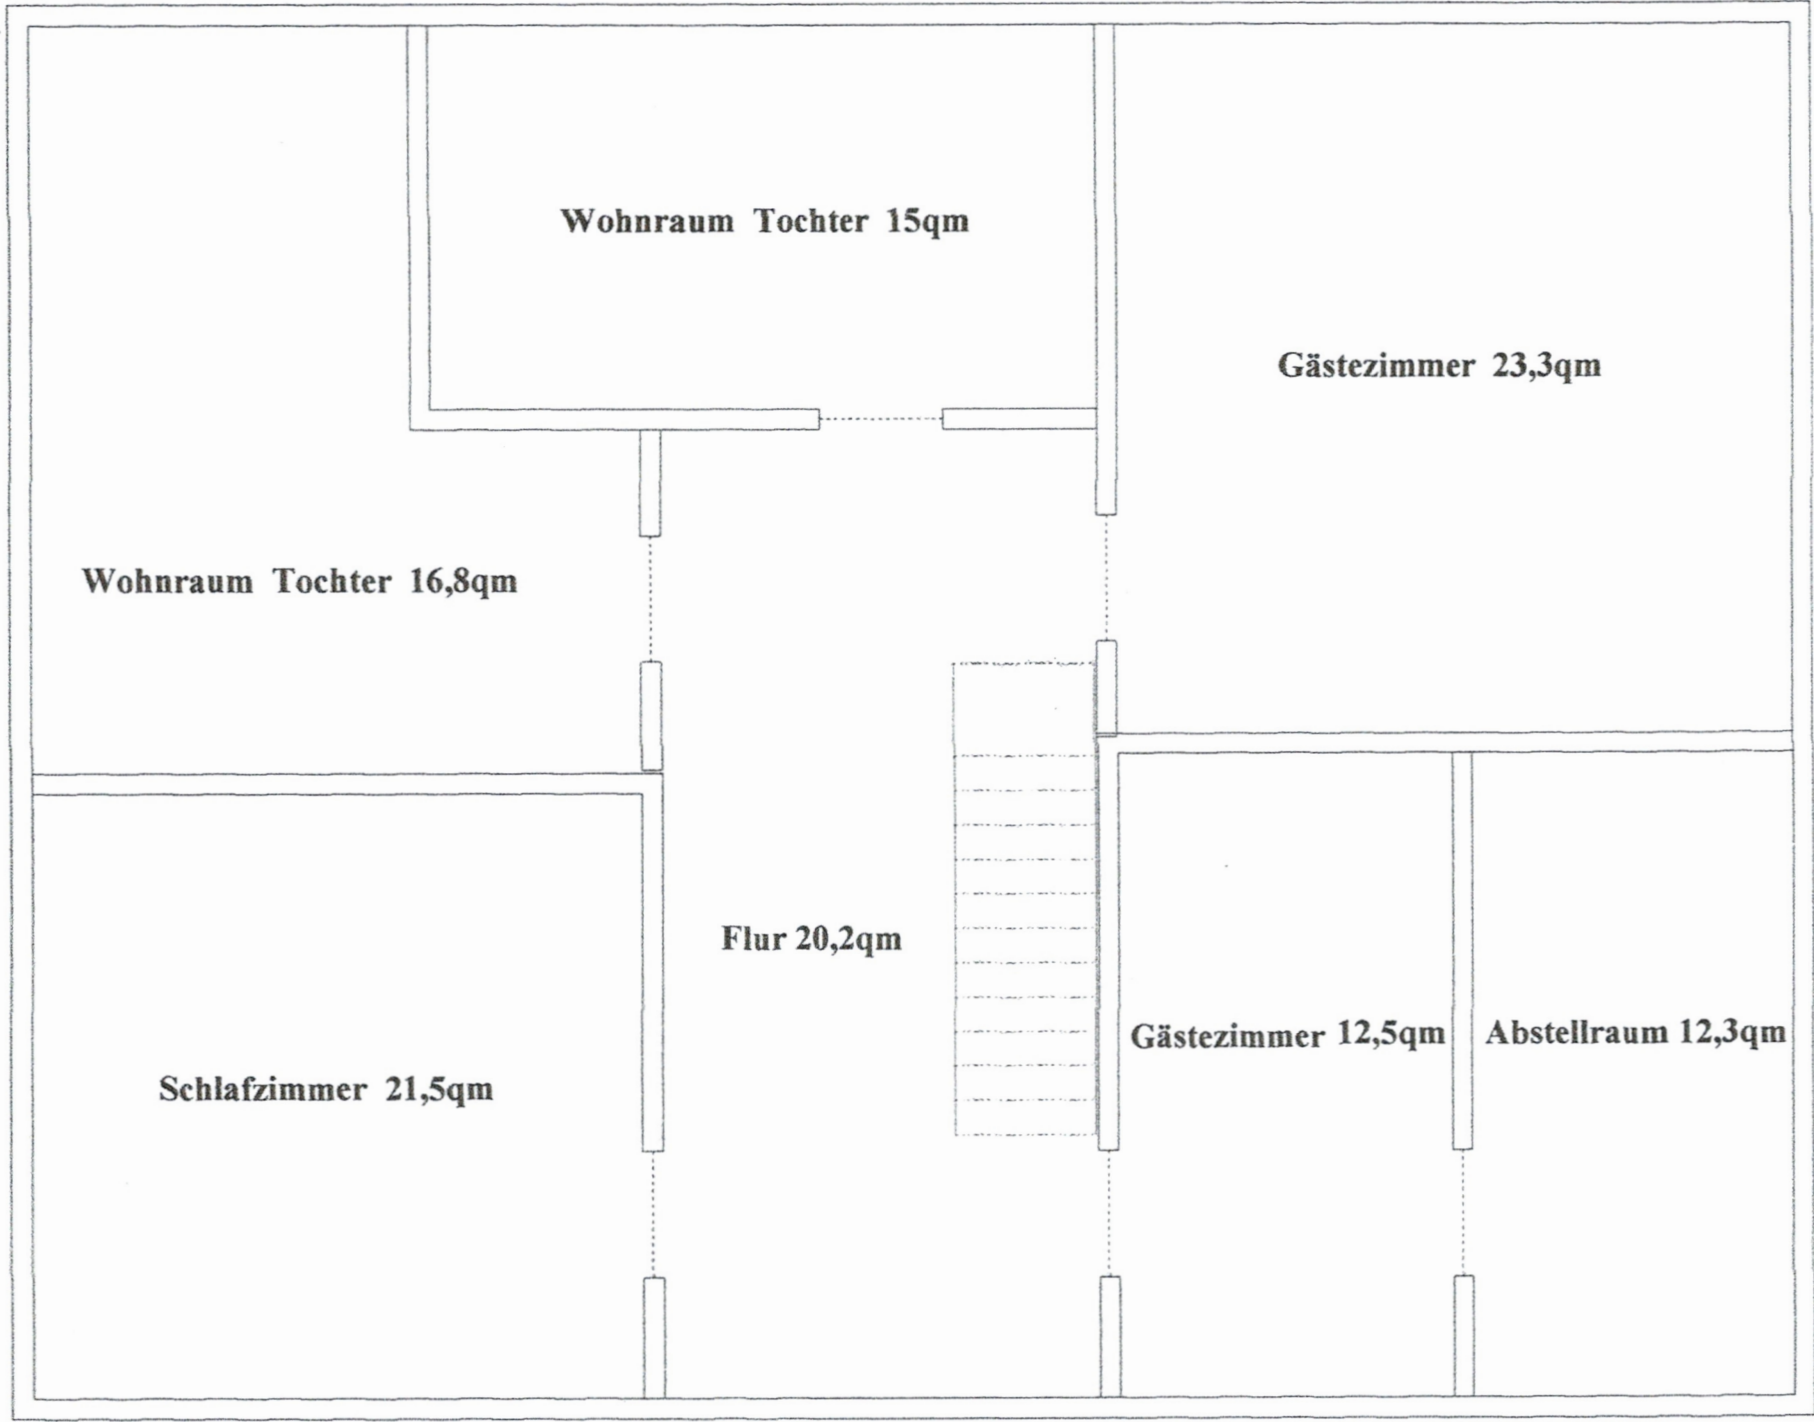 Wohnraum Tochter 15qm
Gästezimmer 23,3qm
Wohnraum Tochter 16,8qm
Flur 20,2qm
Gästezimmer 12,5qm
Abstellraum 12,3qm
Schlafzimmer 21,5qm